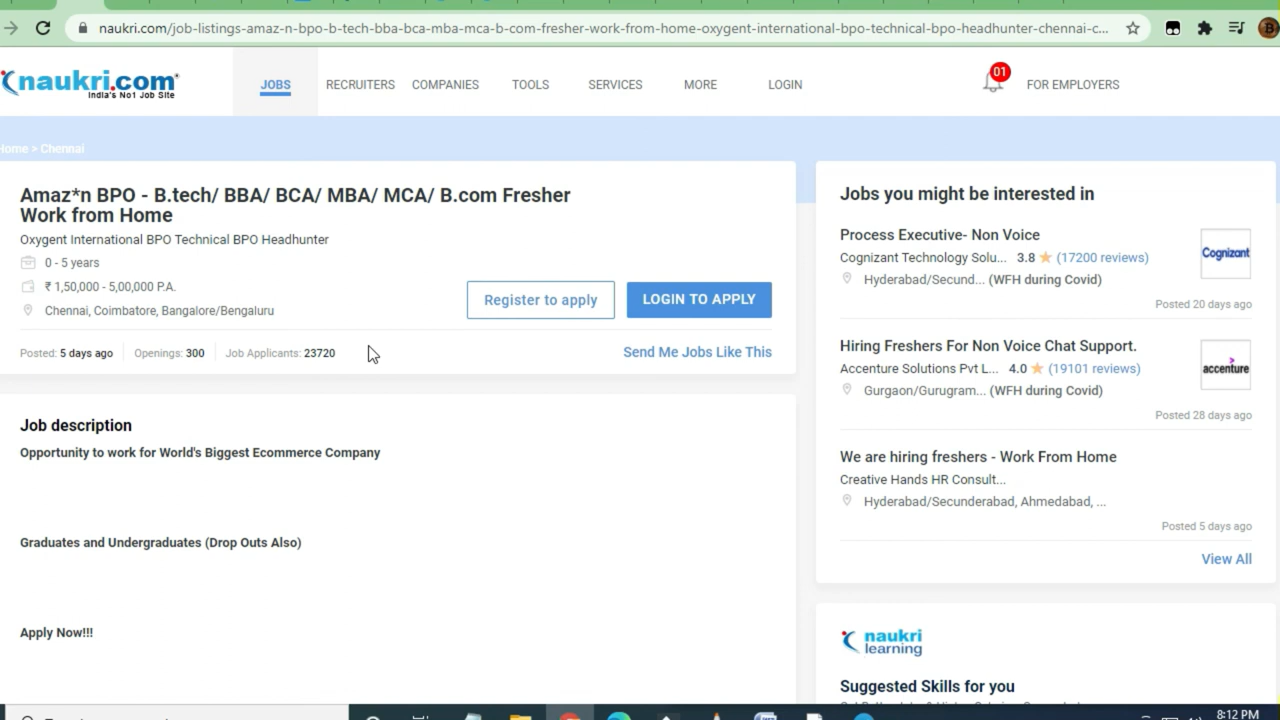 naukri.com/job-listings-amaz-n-bpo-b-tech-bba-bca-mba-mca-b-com-fresher-work-from-home-oxygent-international-bpo-technical-bpo-headhunter-chennai-c...
naukri.com
India's No1 Job Site
JOBS RECRUITERS COMPANIES TOOLS SERVICES MORE LOGIN 01 FOR EMPLOYERS
Home > Chennai
Amaz*n BPO - B.tech/ BBA/ BCA/ MBA/ MCA/ B.com Fresher
Work from Home
Oxygent International BPO Technical BPO Headhunter
0 - 5 years
₹ 1,50,000 - 5,00,000 P.A.
Chennai, Coimbatore, Bangalore/Bengaluru
Register to apply LOGIN TO APPLY
Posted: 5 days ago Openings: 300 Job Applicants: 23720 Send Me Jobs Like This
Job description
Opportunity to work for World's Biggest Ecommerce Company
Graduates and Undergraduates (Drop Outs Also)
Apply Now!!!
Jobs you might be interested in
Process Executive- Non Voice
Cognizant Technology Solu... 3.8 ★ (17200 reviews)
Cognizant
Hyderabad/Secund... (WFH during Covid)
Posted 20 days ago
Hiring Freshers For Non Voice Chat Support.
Accenture Solutions Pvt L... 4.0 ★ (19101 reviews)
accenture
Gurgaon/Gurugram... (WFH during Covid)
Posted 28 days ago
We are hiring freshers - Work From Home
Creative Hands HR Consult...
Hyderabad/Secunderabad, Ahmedabad, ...
Posted 5 days ago
View All
naukri
learning
Suggested Skills for you
8:12 PM